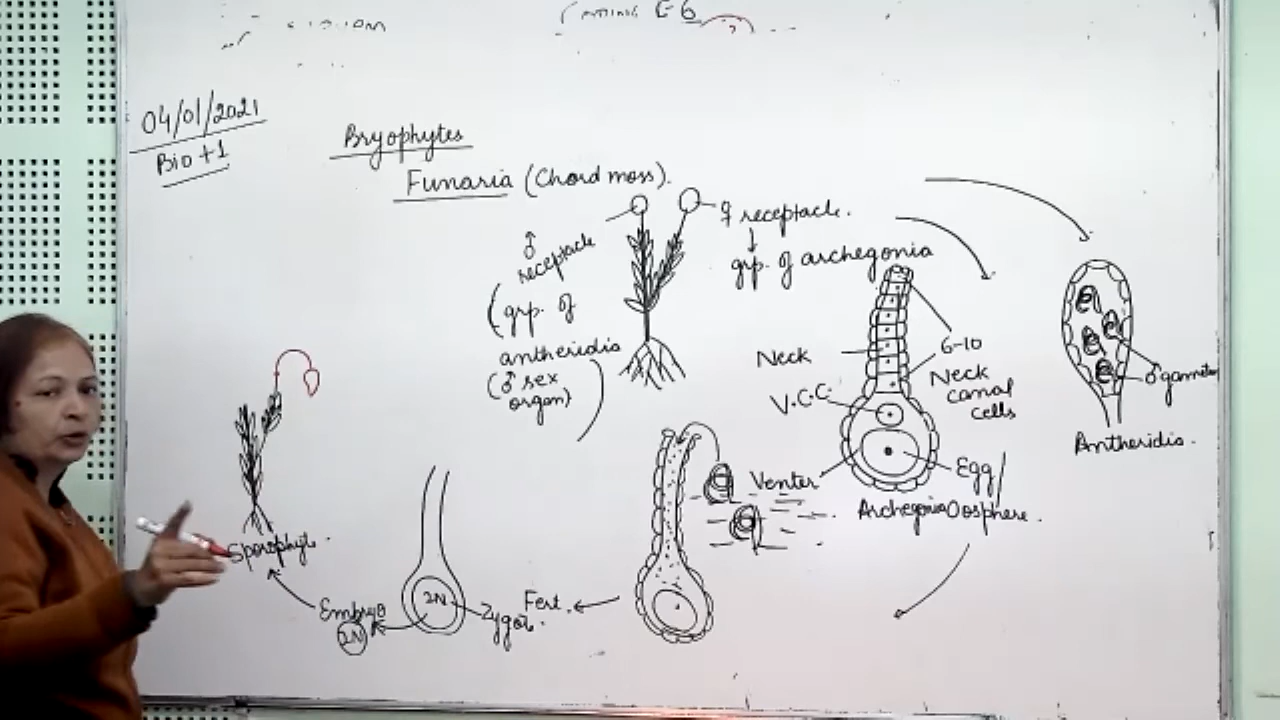 04/01/2021
Bio +1
Bryophytes
Funaria (Chord moss).
♂
receptacle
(grp. of
antheridia
(♂ sex
organ)
♀ receptacle.
grp. of archegonia
Neck
V.C.C.
Venter
6-10
Neck
canal
cells
Egg/
Oosphere.
Archegonia
♂ gametes
Antheridia.
Fert.
Zygote.
2N
Embryo
2N
Sporophyte.